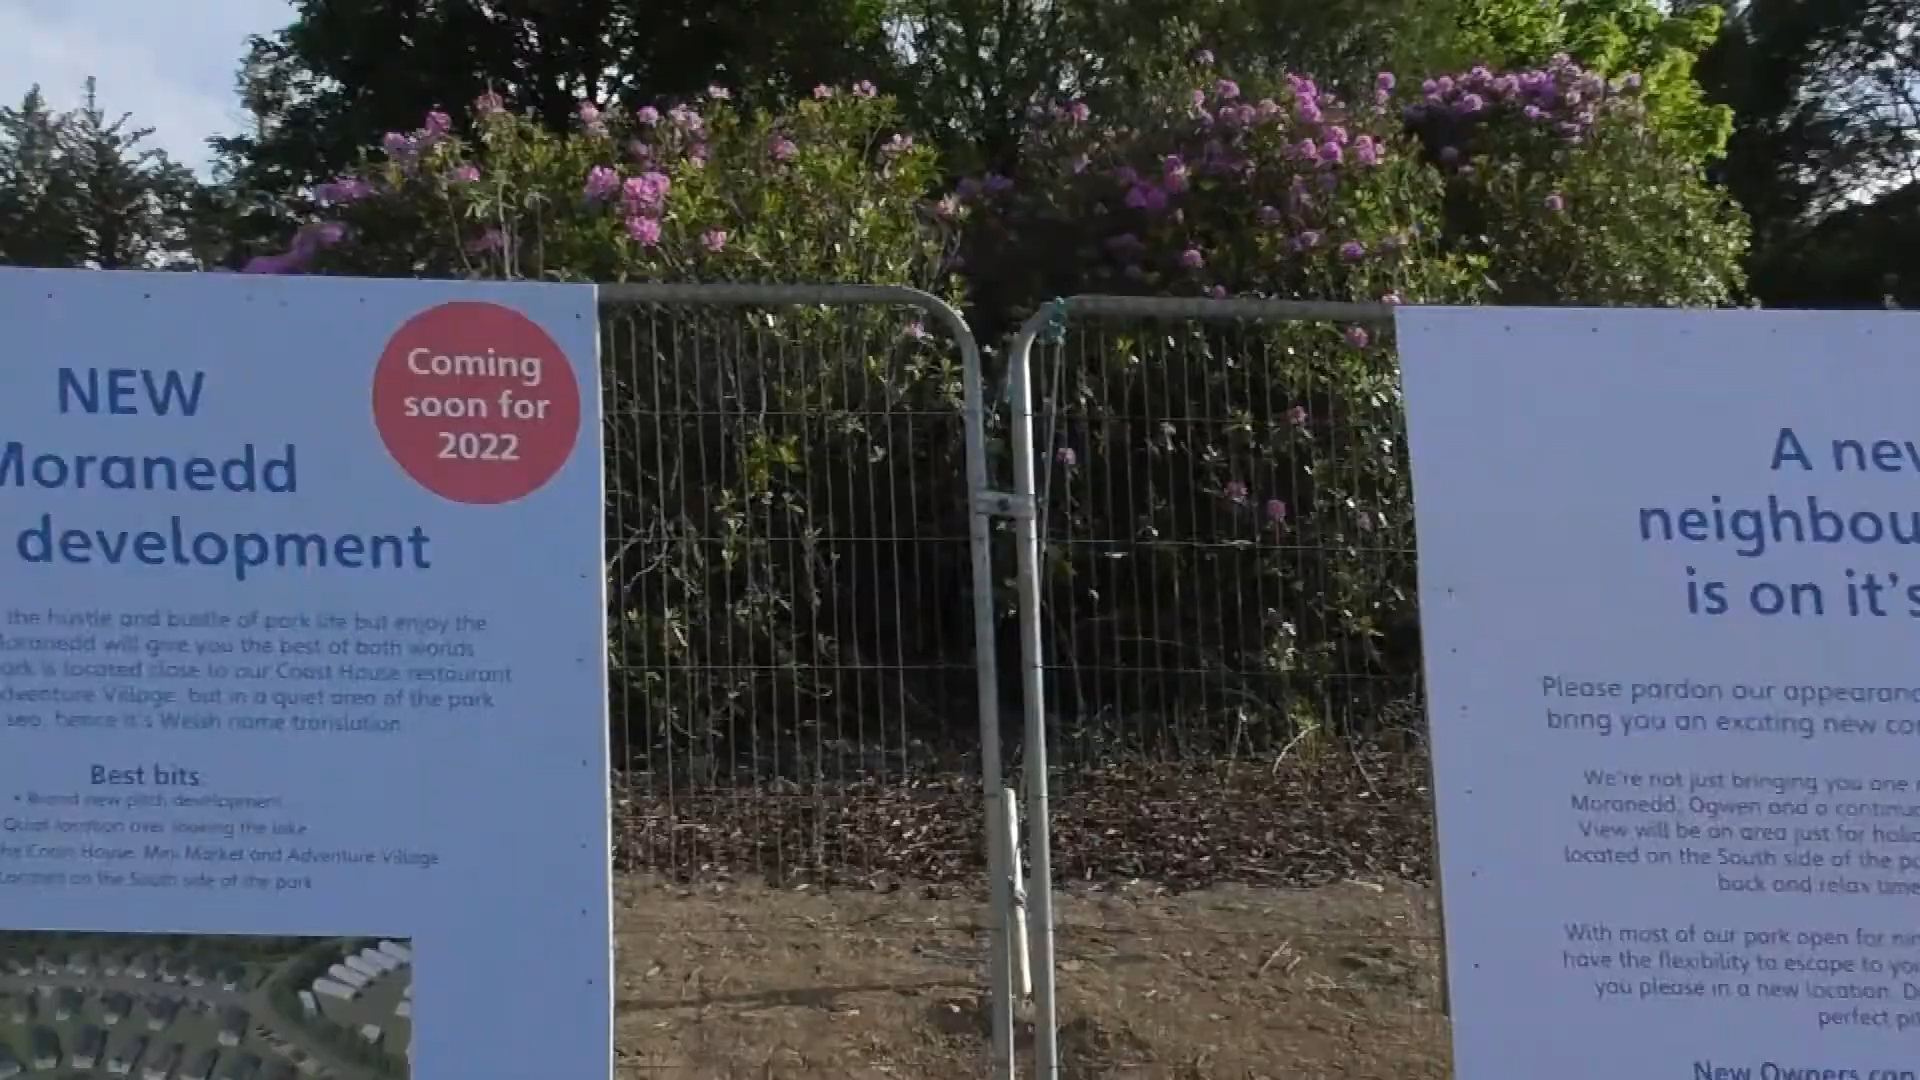 NEW
Moranedd
development
Coming
soon for
2022
the hustle and bustle of park life but enjoy the
Moranedd will give you the best of both worlds
park is located close to our Coast House restaurant
Adventure Village, but in a quiet area of the park
sea, hence it's Welsh name translation
Best bits:
• Brand new pitch development
Quiet location over looking the lake
the Coast House, Mini Market and Adventure Village
Located on the South side of the park
A new
neighbou
is on it's
Please pardon our appearanc
bring you an exciting new co
We're not just bringing you one
Moranedd, Ogwen and a continu
View will be an area just for holi
located on the South side of the pa
back and relax time
With most of our park open for nin
have the flexibility to escape to yo
you please in a new location. D
perfect pi
New Owners can